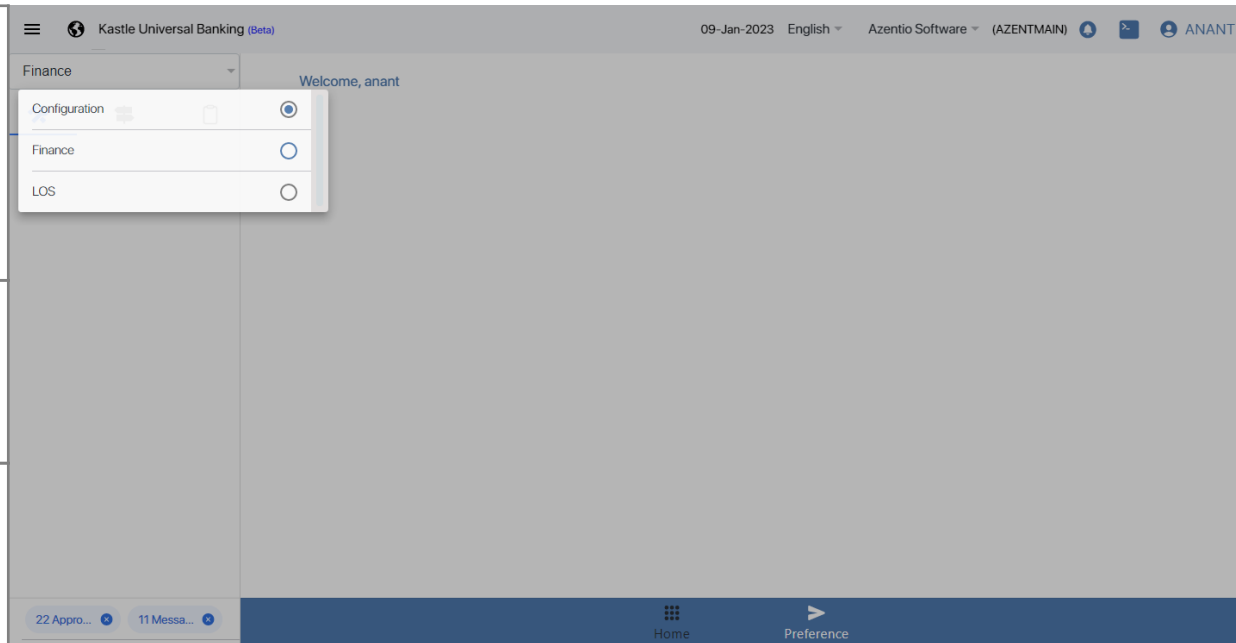 Kastle Universal Banking (Beta)
09-Jan-2023 English Azentio Software (AZENTMAIN) ANANT
Finance
Welcome, anant
Configuration
Finance
LOS
22 Appro... 11 Messa...
Home Preference